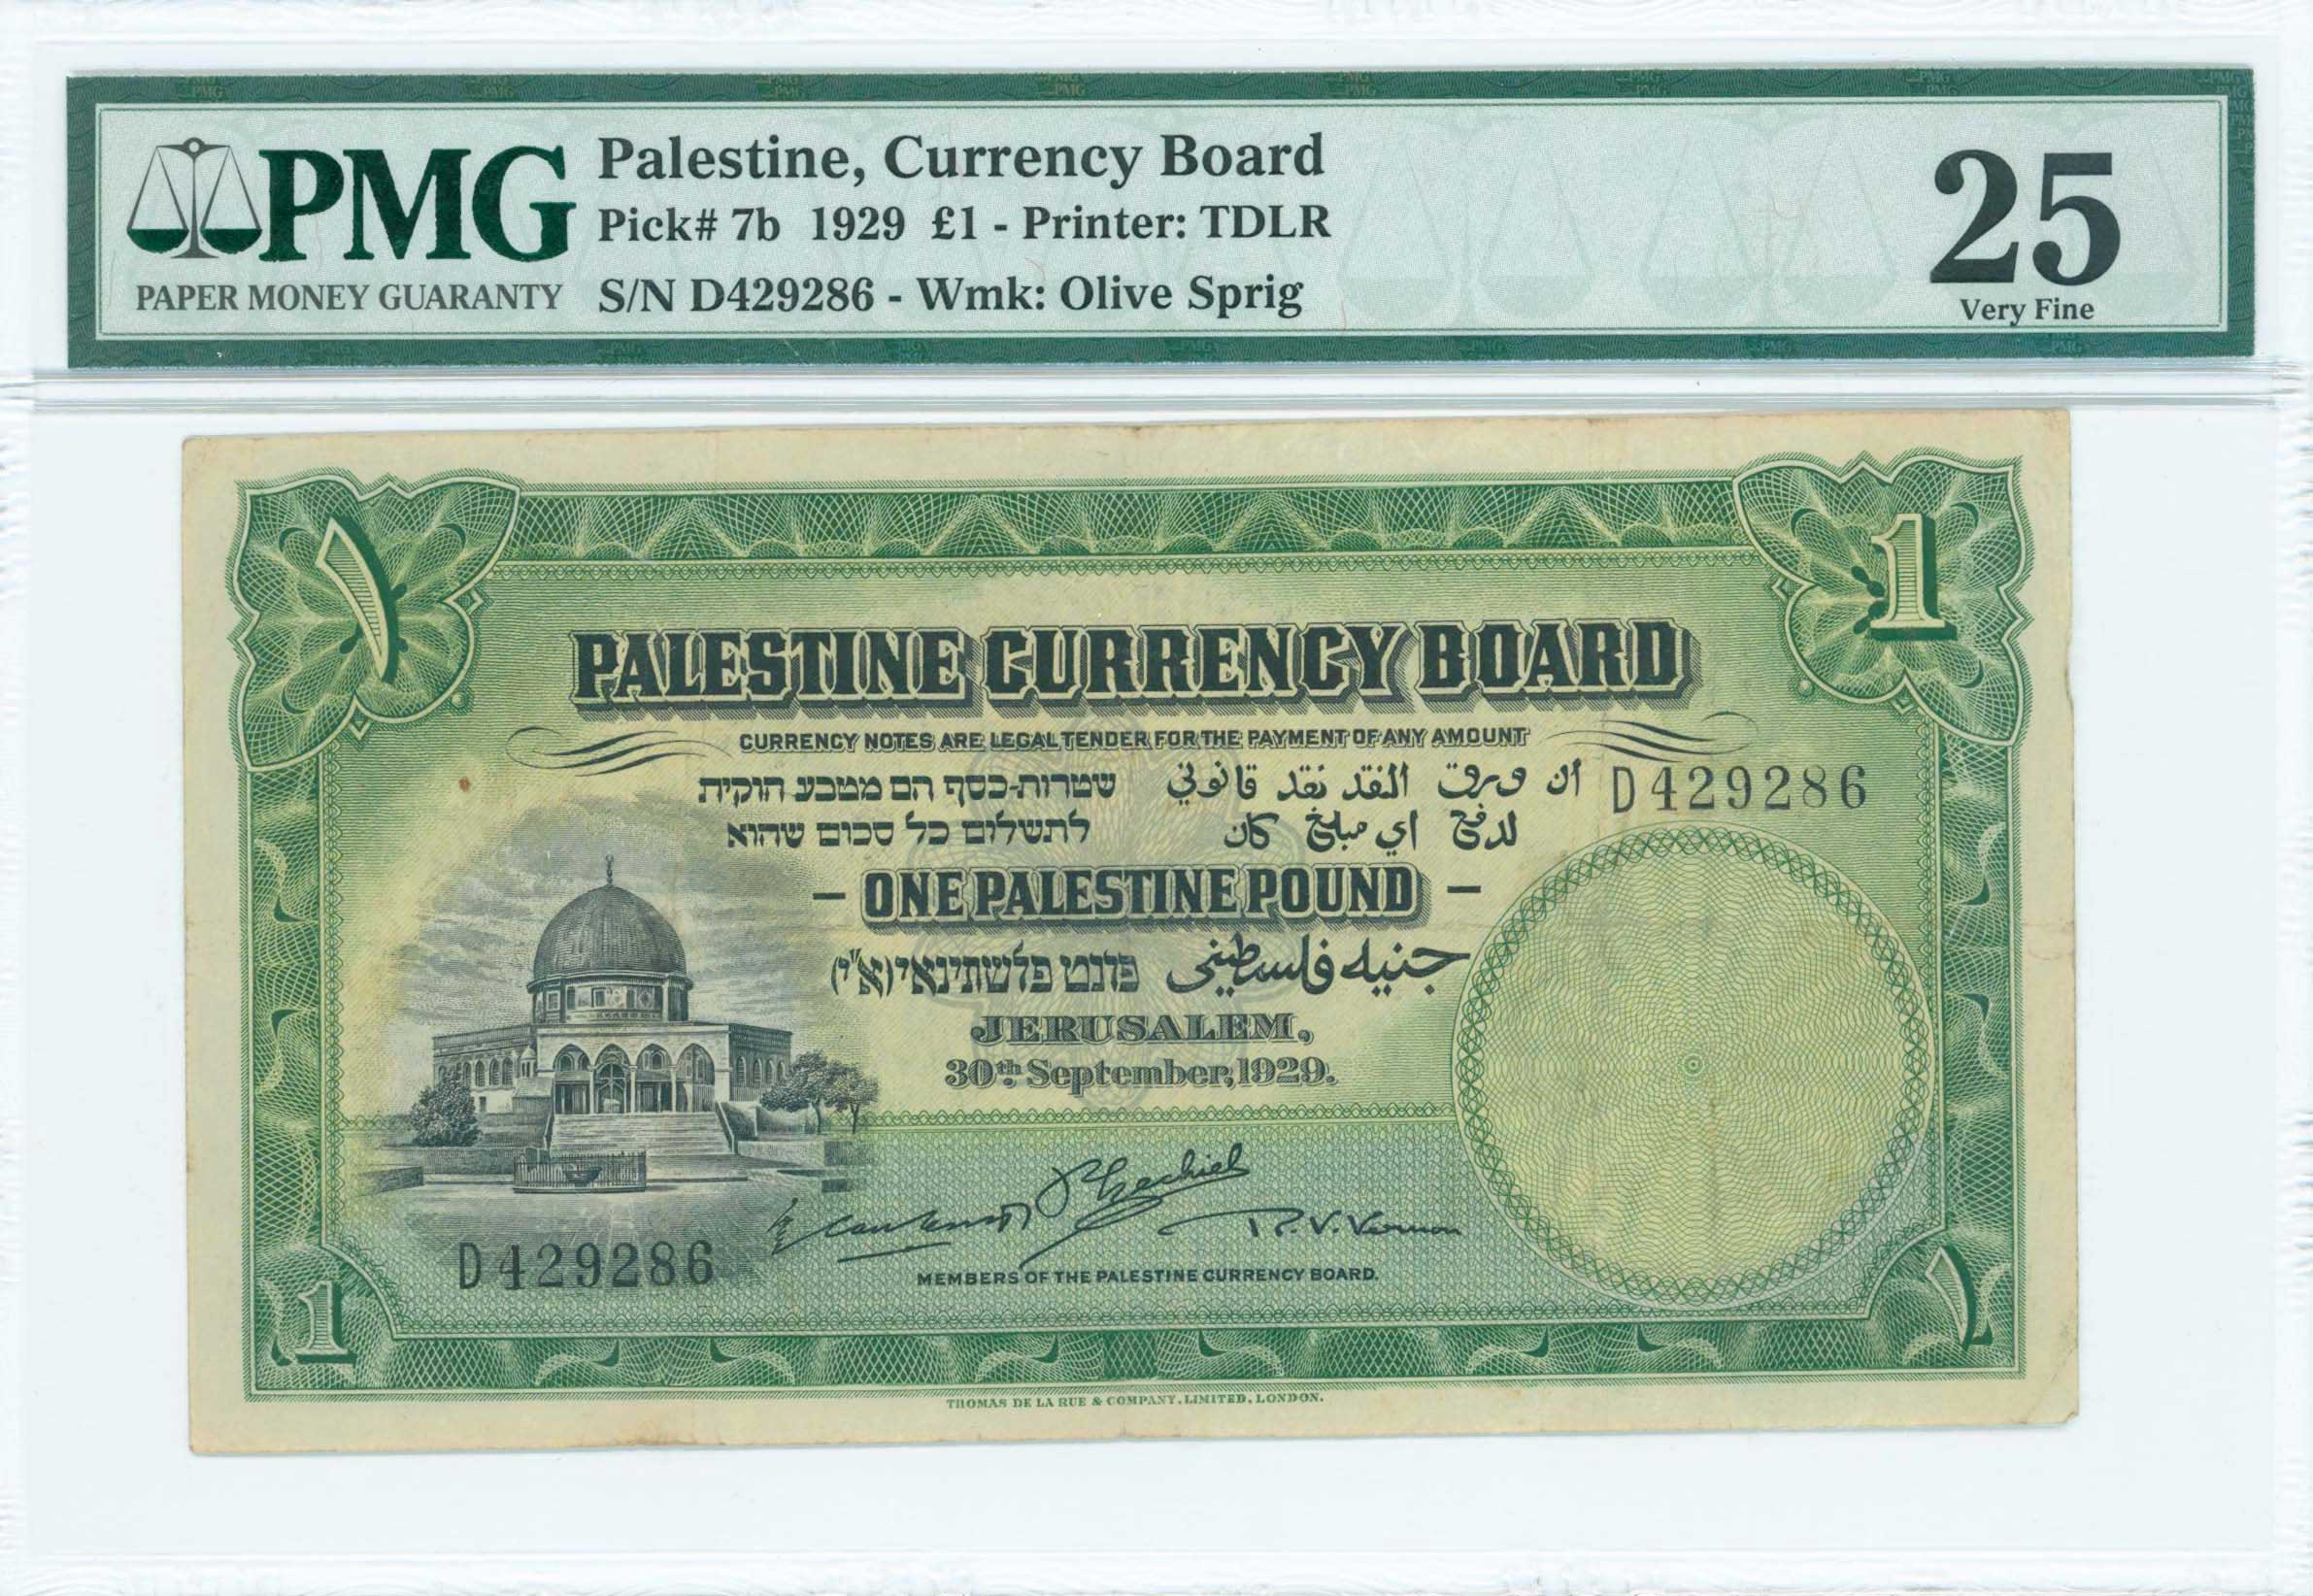 PMG
PAPER MONEY GUARANTY
Palestine, Currency Board
Pick# 7b 1929 £1 - Printer: TDLR
S/N D429286 - Wmk: Olive Sprig
25
Very Fine
١
1
PALESTINE CURRENCY BOARD
CURRENCY NOTES ARE LEGAL TENDER FOR THE PAYMENT OF ANY AMOUNT
שטרות-כסף הם מטבע חוקית
לתשלום כל סכום שהוא
ان ورق النقد نقد قانوني
لدفع اي مبلغ كان
D429286
- ONE PALESTINE POUND -
פונט פלשתינאי (א"י)
جنيه فلسطيني
JERUSALEM,
30th September, 1929.
P Ezechiel
R. V. Vernon
D429286
MEMBERS OF THE PALESTINE CURRENCY BOARD.
1
١
THOMAS DE LA RUE & COMPANY, LIMITED, LONDON.